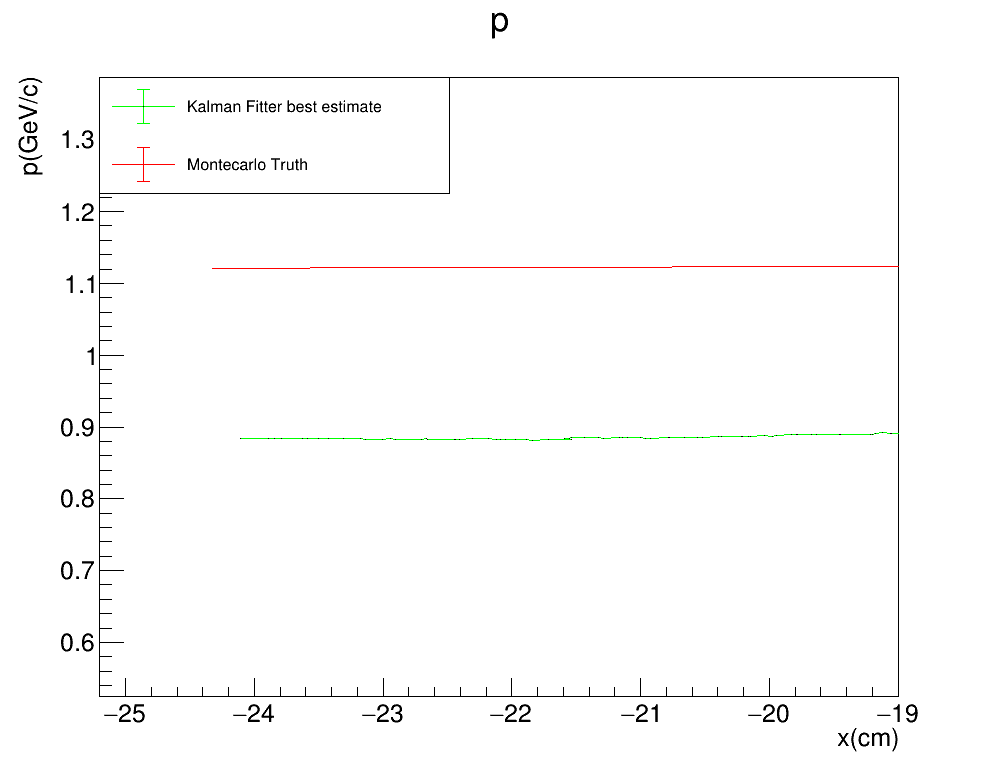 p
p(GeV/c)
Kalman Fitter best estimate
Montecarlo Truth
1.3
1.2
1.1
1
0.9
0.8
0.7
0.6
−25 −24 −23 −22 −21 −20 −19
x(cm)